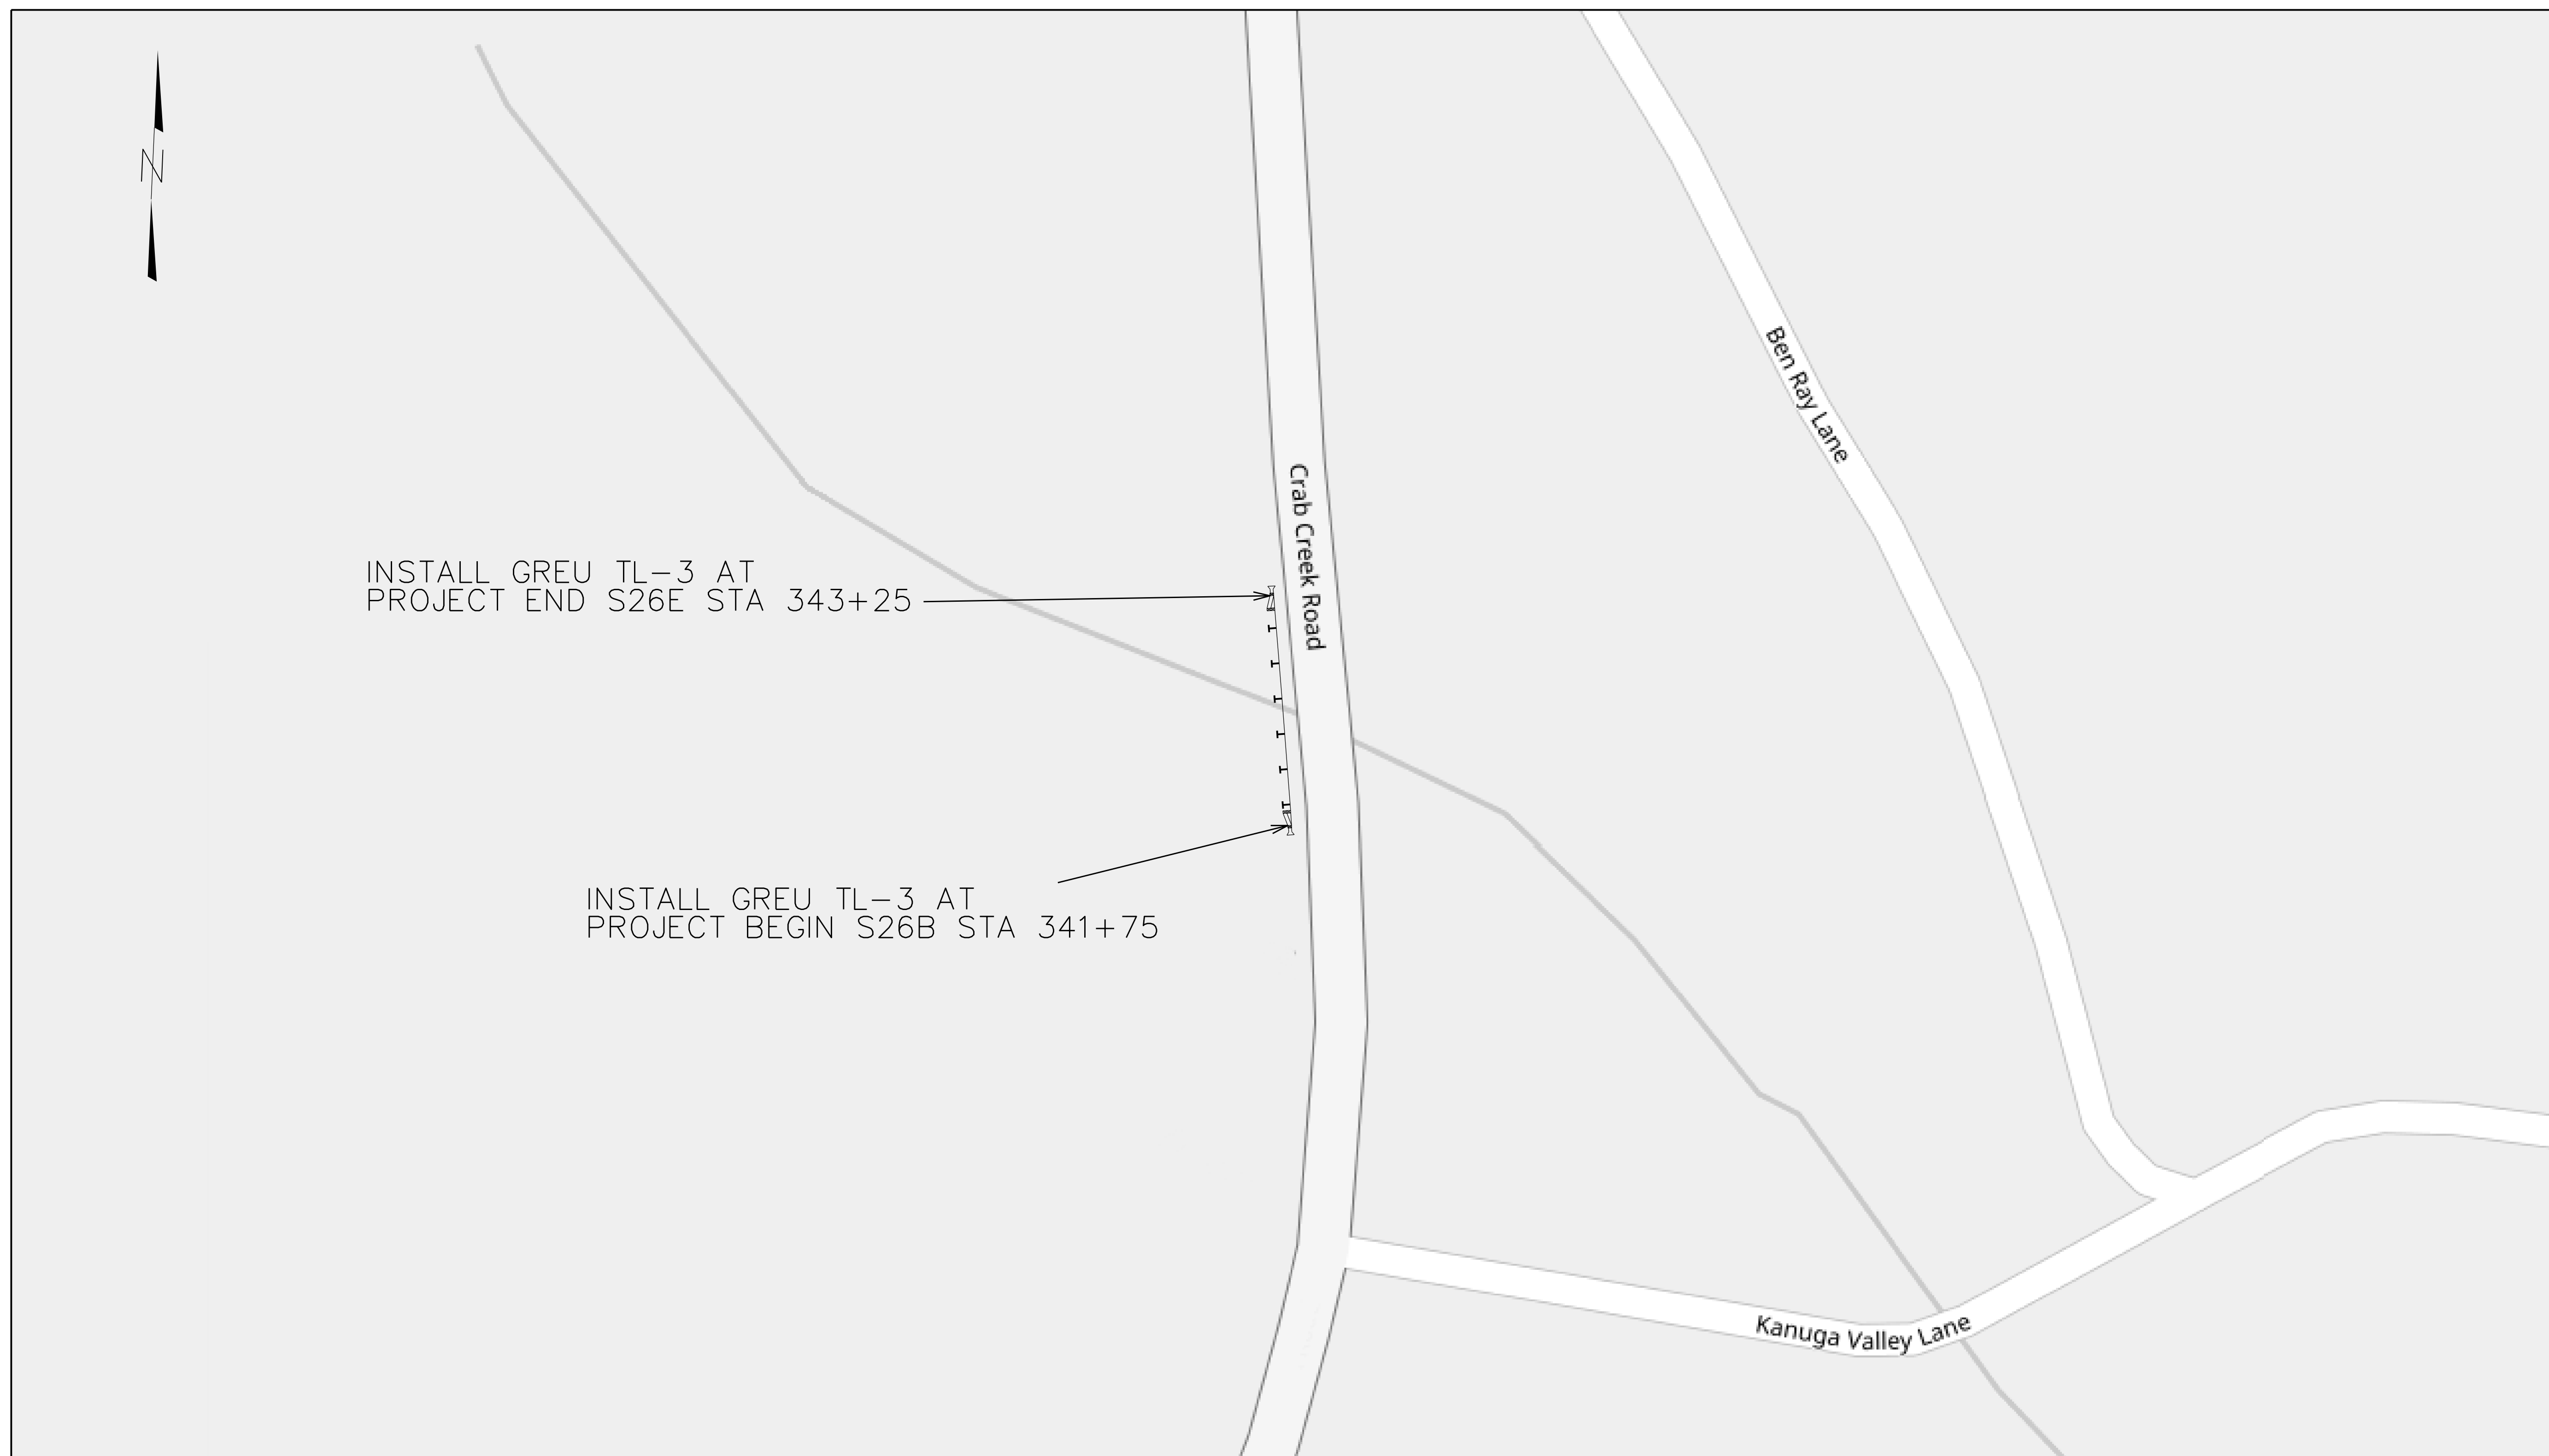 N
Ben Ray Lane
Crab Creek Road
INSTALL GREU TL-3 AT
PROJECT END S26E STA 343+25
INSTALL GREU TL-3 AT
PROJECT BEGIN S26B STA 341+75
Kanuga Valley Lane